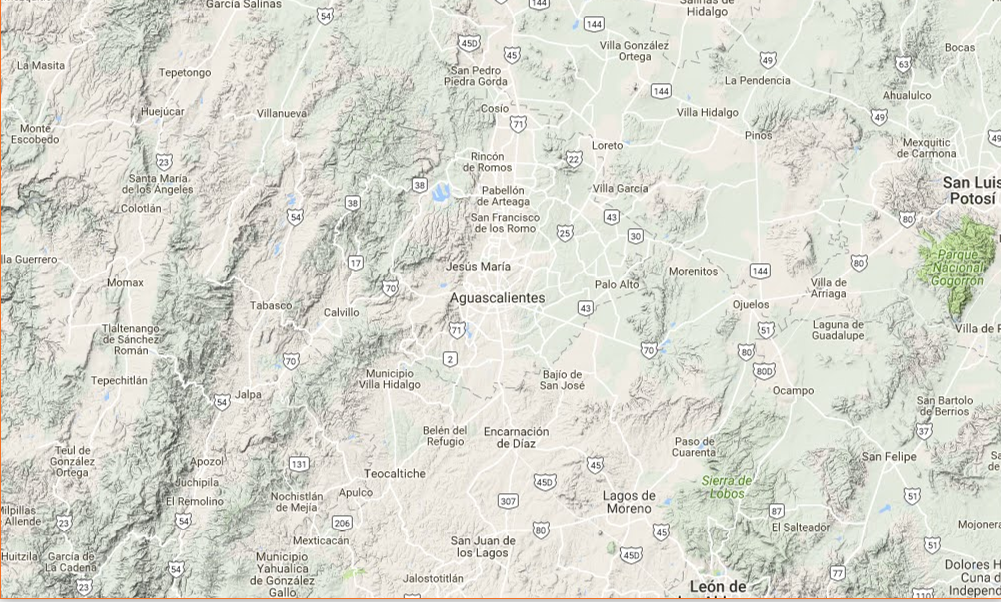 García Salinas
54
144
Salinas de
Hidalgo
144
45D
45
Villa González
Ortega
49
63
Bocas
La Masita
Tepetongo
San Pedro
Piedra Gorda
La Pendencia
144
Ahualulco
Huejúcar
Villanueva
Cosío
71
Villa Hidalgo
49
Monte
Escobedo
Pinos
49
Loreto
Mexquitic
de Carmona
23
Rincón
de Romos
22
Santa María
de los Ángeles
38
Pabellón
de Arteaga
Villa García
San Luis
Potosí
Colotlán
38
54
San Francisco
de los Romo
43
80
25
30
lla Guerrero
17
Jesús María
80
Parque
Nacional
Gogorrón
Momax
70
Morenitos
144
Palo Alto
Villa de
Arriaga
Tabasco
Calvillo
Aguascalientes
43
Ojuelos
Tlaltenango
de Sánchez
Román
71
51
Laguna de
Guadalupe
70
2
70
80
80D
Tepechitlán
Municipio
Villa Hidalgo
Bajío de
San José
Ocampo
54
Jalpa
San Bartolo
de Berrios
Belén del
Refugio
Encarnación
de Díaz
Paso de
Cuarenta
37
Teul de
González
Ortega
Apozol
131
Teocaltiche
45
San Felipe
Juchipila
45D
Sierra de
Lobos
El Remolino
Nochistlán
de Mejía
Apulco
307
Lagos de
Moreno
51
Milpillas
Allende
23
54
206
80
45
87
El Salteador
Mojonera
Mexticacán
San Juan de
los Lagos
45D
51
Huitzila
García de
La Cadena
54
Municipio
Yahualica
de González
Gallo
77
Dolores H
Cuna d
Independ
23
Jalostotitlán
León de
110